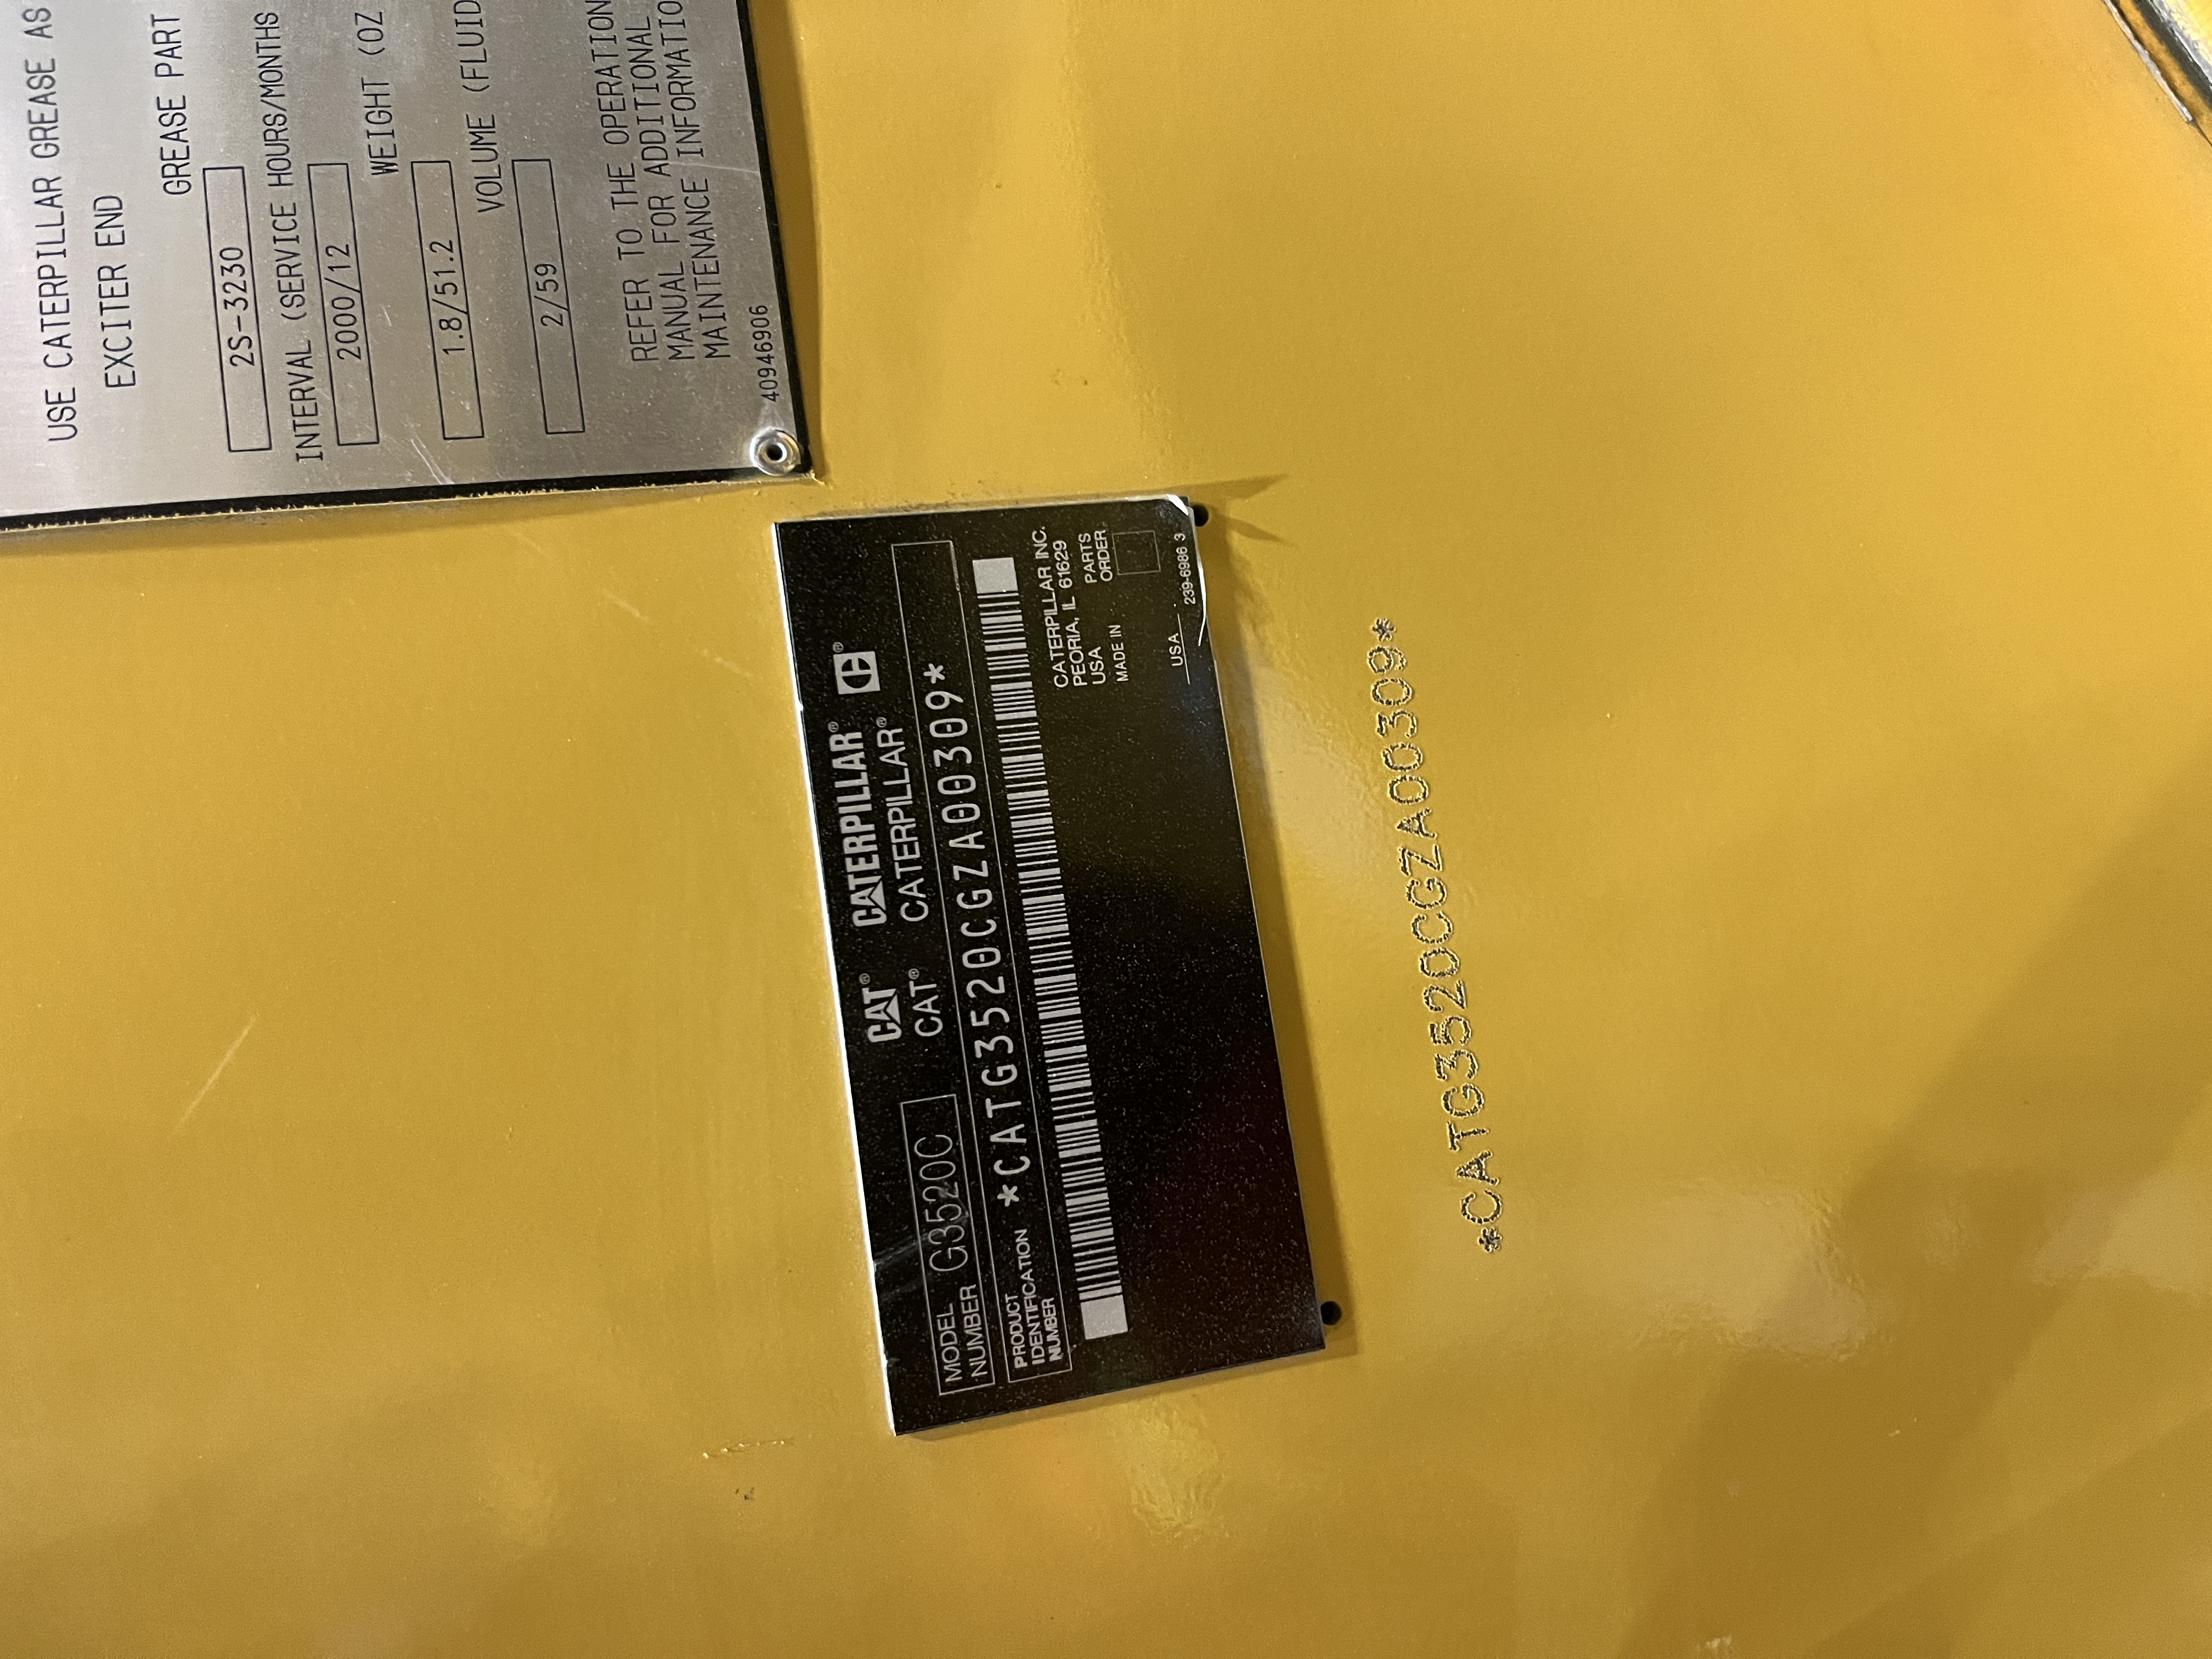 USE CATERPILLAR GREASE AS
EXCITER END
GREASE PART
2S-3230
INTERVAL (SERVICE HOURS/MONTHS
2000/12
WEIGHT (OZ
1.8/51.2
VOLUME (FLUID
2/59
REFER TO THE OPERATION
MANUAL FOR ADDITIONAL
MAINTENANCE INFORMATIO
40946906
CAT® CATERPILLAR® C®
CAT® CATERPILLAR®
MODEL NUMBER G3520C
PRODUCT IDENTIFICATION NUMBER *CATG3520CGZA00309*
CATERPILLAR INC.
PEORIA, IL 61629
USA
PARTS ORDER
MADE IN
USA
239-6986 3
*CATG3520CGZA00309*